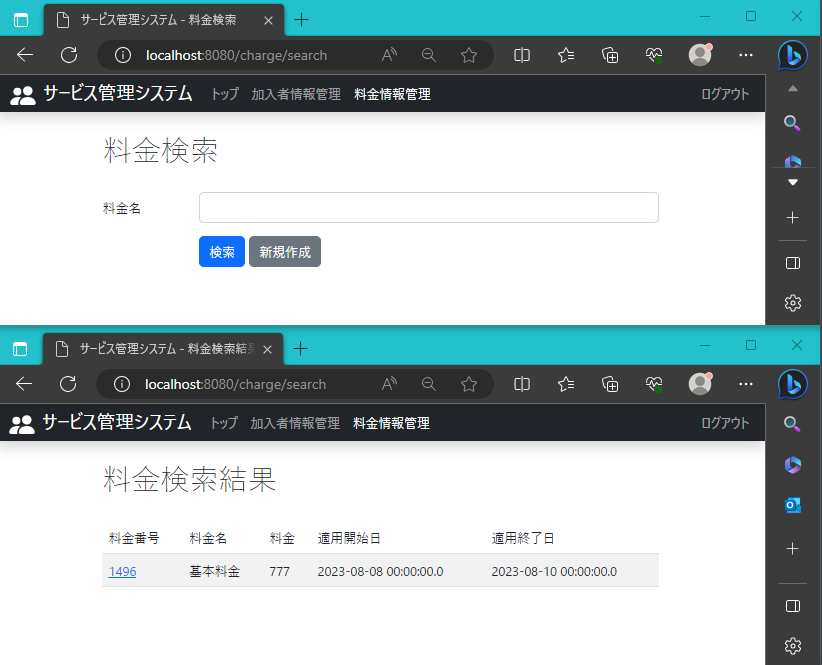 サービス管理システム - 料金検索
localhost:8080/charge/search
サービス管理システム トップ 加入者情報管理 料金情報管理 ログアウト
料金検索
料金名
検索 新規作成
サービス管理システム - 料金検索結果
localhost:8080/charge/search
サービス管理システム トップ 加入者情報管理 料金情報管理 ログアウト
料金検索結果
料金番号 料金名 料金 適用開始日 適用終了日
1496 基本料金 777 2023-08-08 00:00:00.0 2023-08-10 00:00:00.0